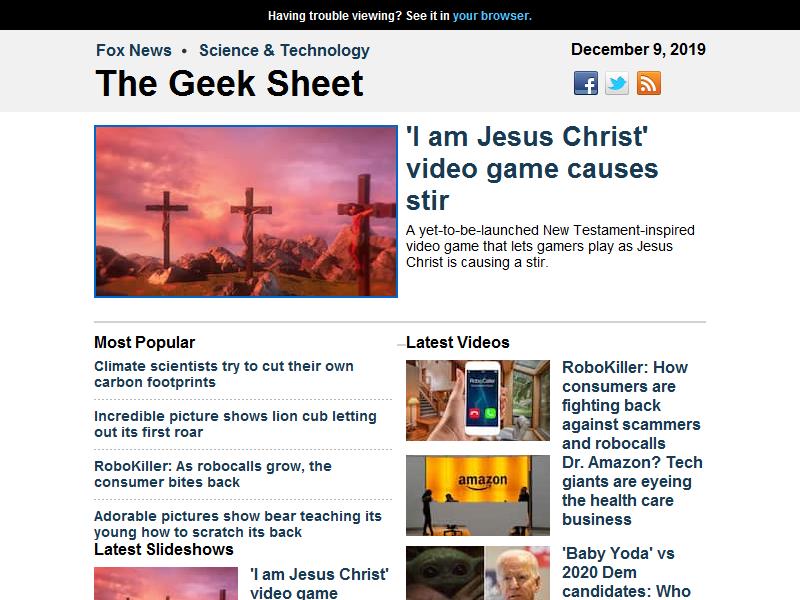 Having trouble viewing? See it in your browser.
Fox News • Science & Technology
December 9, 2019
The Geek Sheet
'I am Jesus Christ'
video game causes
stir
A yet-to-be-launched New Testament-inspired
video game that lets gamers play as Jesus
Christ is causing a stir.
Most Popular
Climate scientists try to cut their own
carbon footprints
Incredible picture shows lion cub letting
out its first roar
RoboKiller: As robocalls grow, the
consumer bites back
Adorable pictures show bear teaching its
young how to scratch its back
Latest Slideshows
'I am Jesus Christ'
video game
Latest Videos
RoboCaller
RoboKiller: How
consumers are
fighting back
against scammers
and robocalls
amazon
Dr. Amazon? Tech
giants are eyeing
the health care
business
'Baby Yoda' vs
2020 Dem
candidates: Who